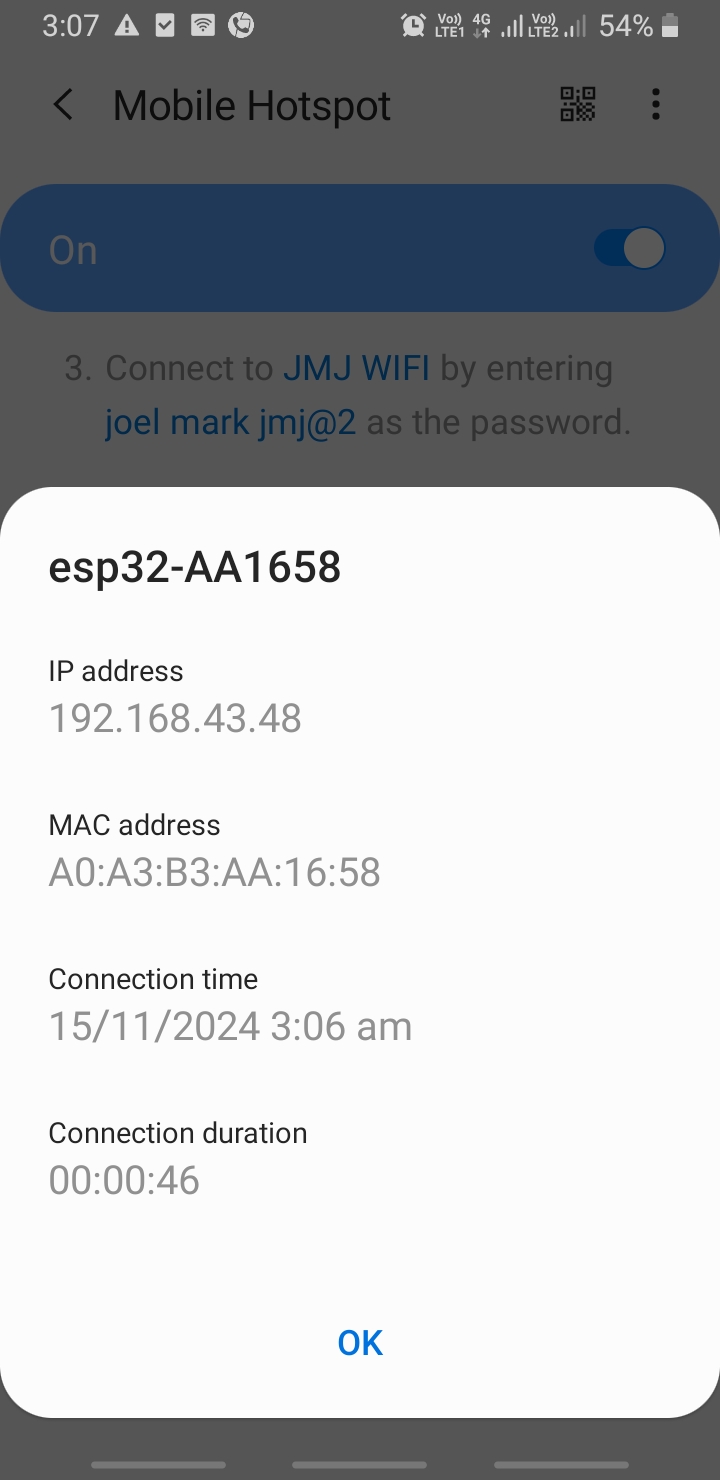 3:07 Vo)) LTE1 4G Vo)) LTE2 54%
Mobile Hotspot
On
3. Connect to JMJ WIFI by entering
joel mark jmj@2 as the password.
esp32-AA1658
IP address
192.168.43.48
MAC address
A0:A3:B3:AA:16:58
Connection time
15/11/2024 3:06 am
Connection duration
00:00:46
OK